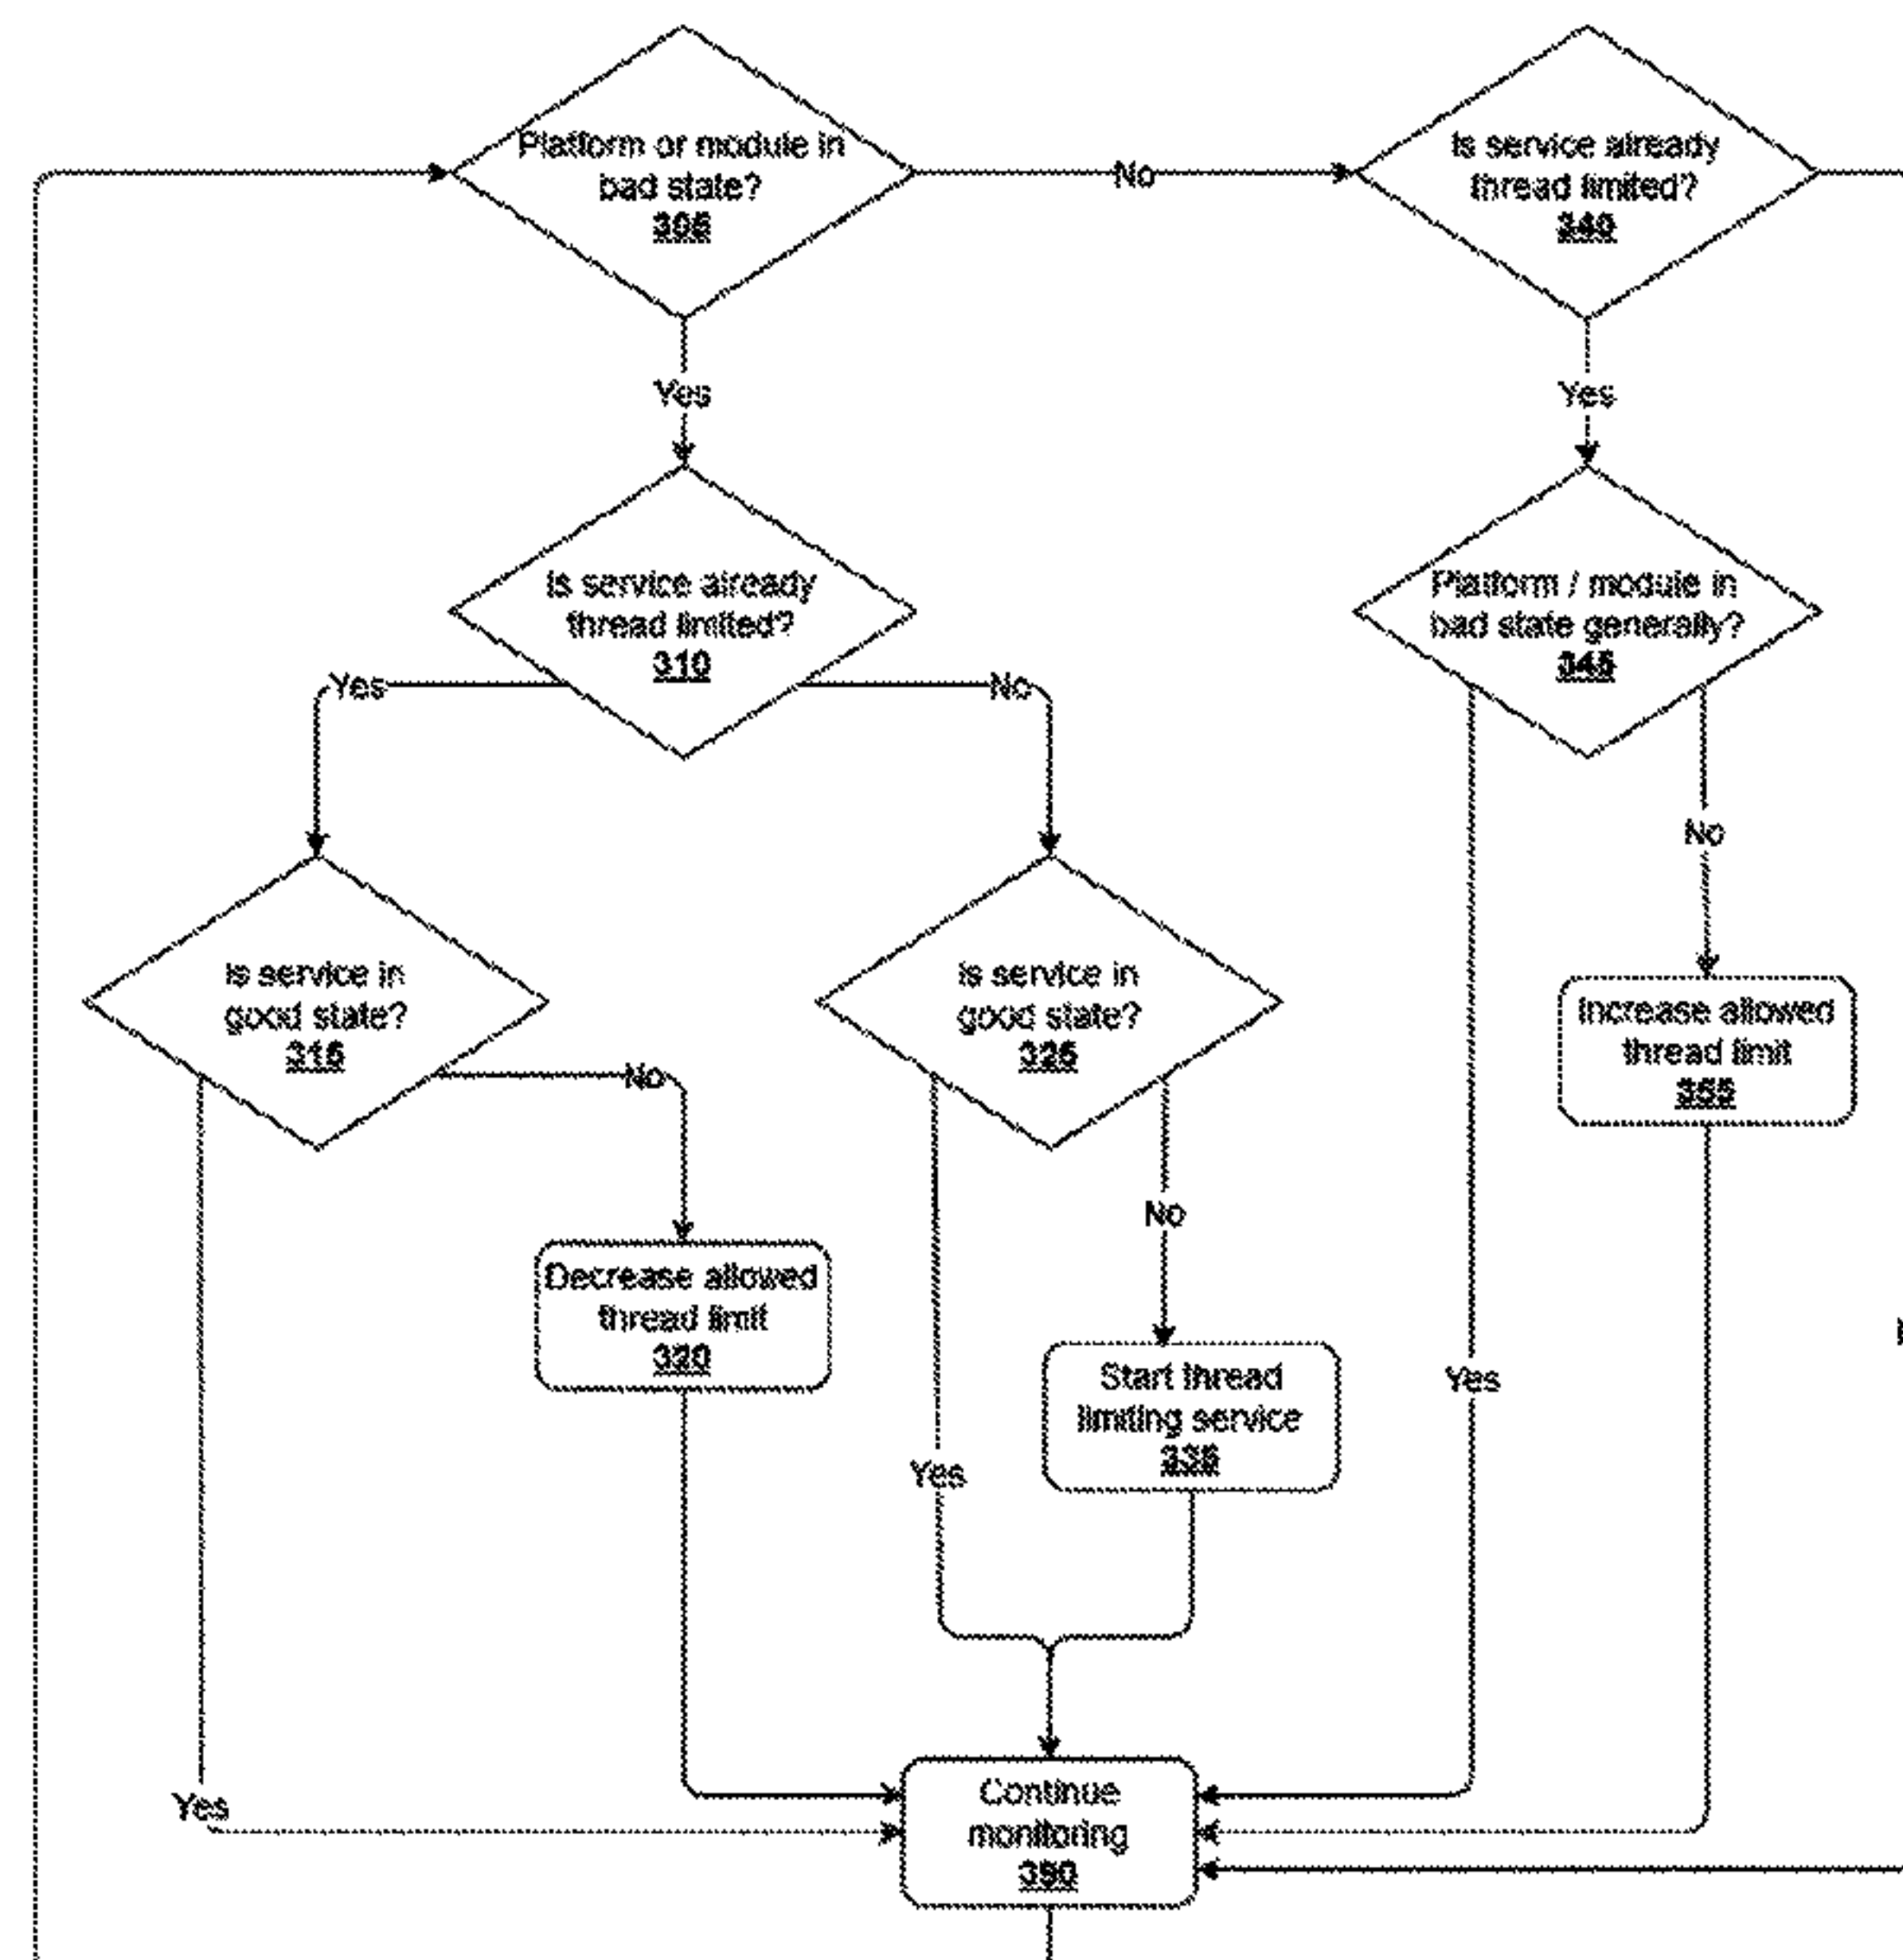 Platform or module in
bad state?
305
No
Is service already
thread limited?
340
Yes
Yes
Is service already
thread limited?
310
Platform / module in
bad state generally?
345
Yes
No
No
Is service in
good state?
315
Is service in
good state?
325
Increase allowed
thread limit
355
No
No
Decrease allowed
thread limit
320
Start thread
limiting service
335
Yes
Yes
Yes
Continue
monitoring
390